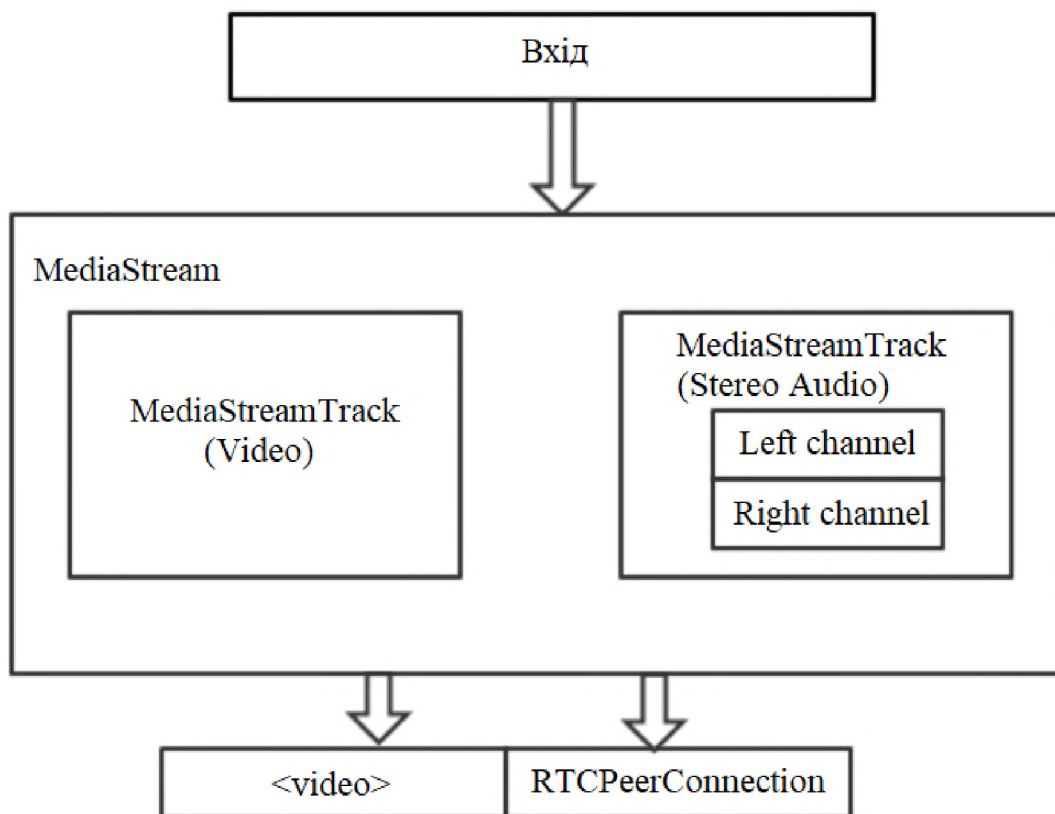 Вхід
MediaStream
MediaStreamTrack
(Video)
MediaStreamTrack
(Stereo Audio)
Left channel
Right channel
<video>
RTCPeerConnection